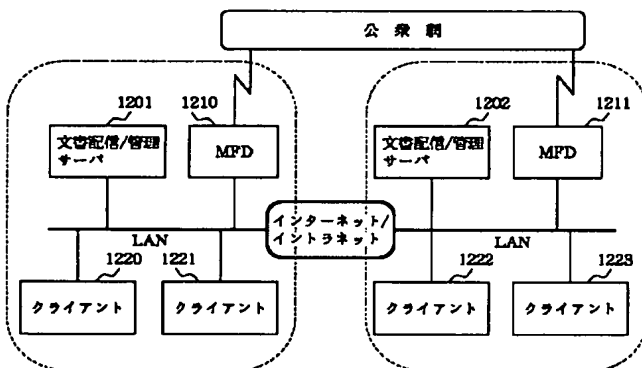 公衆網
1201
1210
1202
1211
文書配信/管理
サーバ
MFD
文書配信/管理
サーバ
MFD
インターネット/
イントラネット
LAN
LAN
1220
1221
1222
1223
クライアント
クライアント
クライアント
クライアント